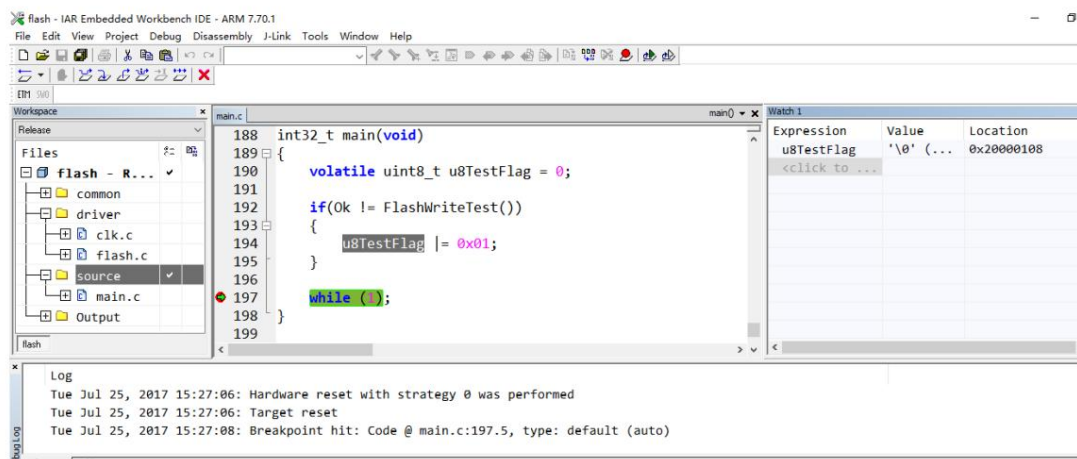 flash - IAR Embedded Workbench IDE - ARM 7.70.1
File Edit View Project Debug Disassembly J-Link Tools Window Help
ETM SWO
Workspace
main.c
main()
Watch 1
Release
Expression Value Location
Files
u8TestFlag '\0' (... 0x20000108
<click to ...
flash - R...
common
driver
clk.c
flash.c
source
main.c
Output
flash
188 int32_t main(void)
189 {
190 volatile uint8_t u8TestFlag = 0;
191
192 if(Ok != FlashWriteTest())
193 {
194 u8TestFlag |= 0x01;
195 }
196
197 while (1);
198 }
199
Log
Tue Jul 25, 2017 15:27:06: Hardware reset with strategy 0 was performed
Tue Jul 25, 2017 15:27:06: Target reset
Tue Jul 25, 2017 15:27:08: Breakpoint hit: Code @ main.c:197.5, type: default (auto)